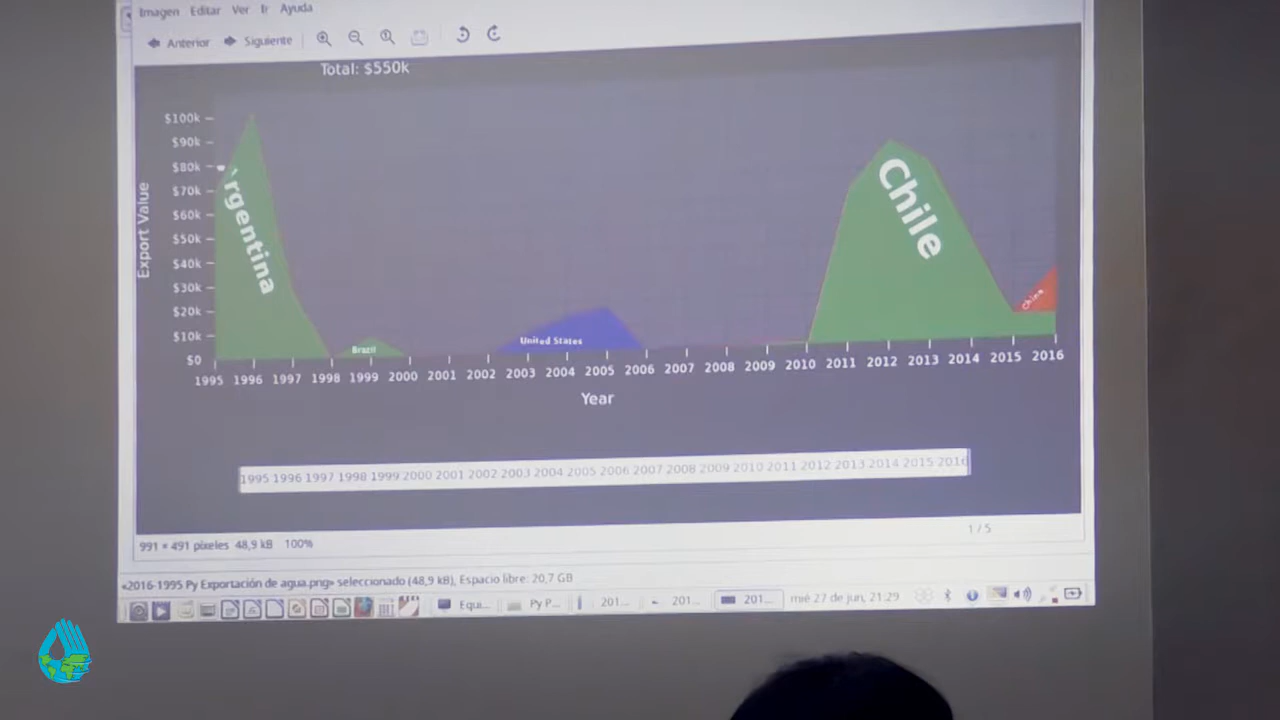 Imagen Editar Ver Ir Ayuda
Anterior Siguiente
Total: $550k
$100k
$90k
$80k
$70k
$60k
$50k
$40k
$30k
$20k
$10k
$0
Export Value
Argentina
Brazil
United States
Chile
China
1995 1996 1997 1998 1999 2000 2001 2002 2003 2004 2005 2006 2007 2008 2009 2010 2011 2012 2013 2014 2015 2016
Year
1995 1996 1997 1998 1999 2000 2001 2002 2003 2004 2005 2006 2007 2008 2009 2010 2011 2012 2013 2014 2015 2016
991 × 491 píxeles 48,9 kB 100%
1 / 5
«2016-1995 Py Exportación de agua.png» seleccionado (48,9 kB), Espacio libre: 20,7 GB
Equi... Py P... 201... 201... 201... mié 27 de jun, 21:29